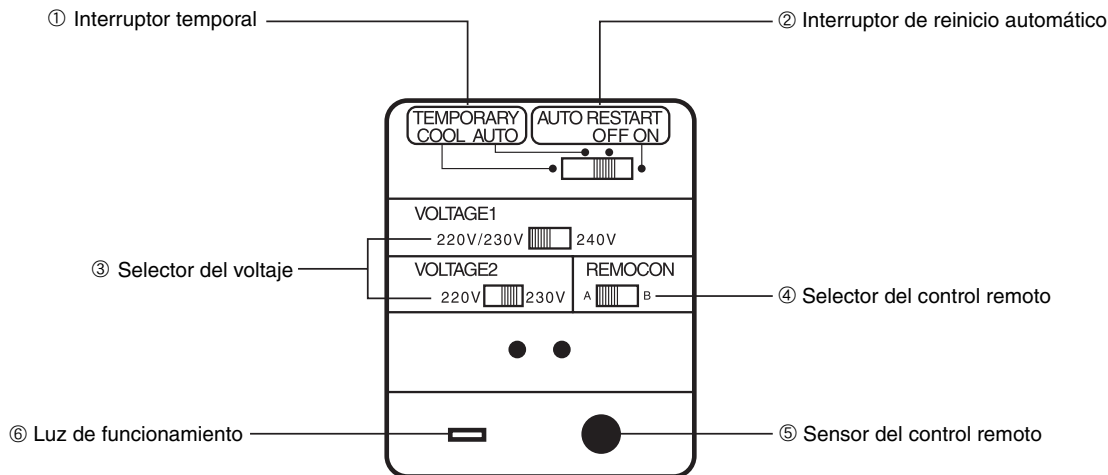 ① Interruptor temporal
② Interruptor de reinicio automático
TEMPORARY
COOL AUTO
AUTO RESTART
OFF ON
VOLTAGE1
220V/230V 240V
③ Selector del voltaje
VOLTAGE2
220V 230V
REMOCON
A B
④ Selector del control remoto
⑥ Luz de funcionamiento
⑤ Sensor del control remoto